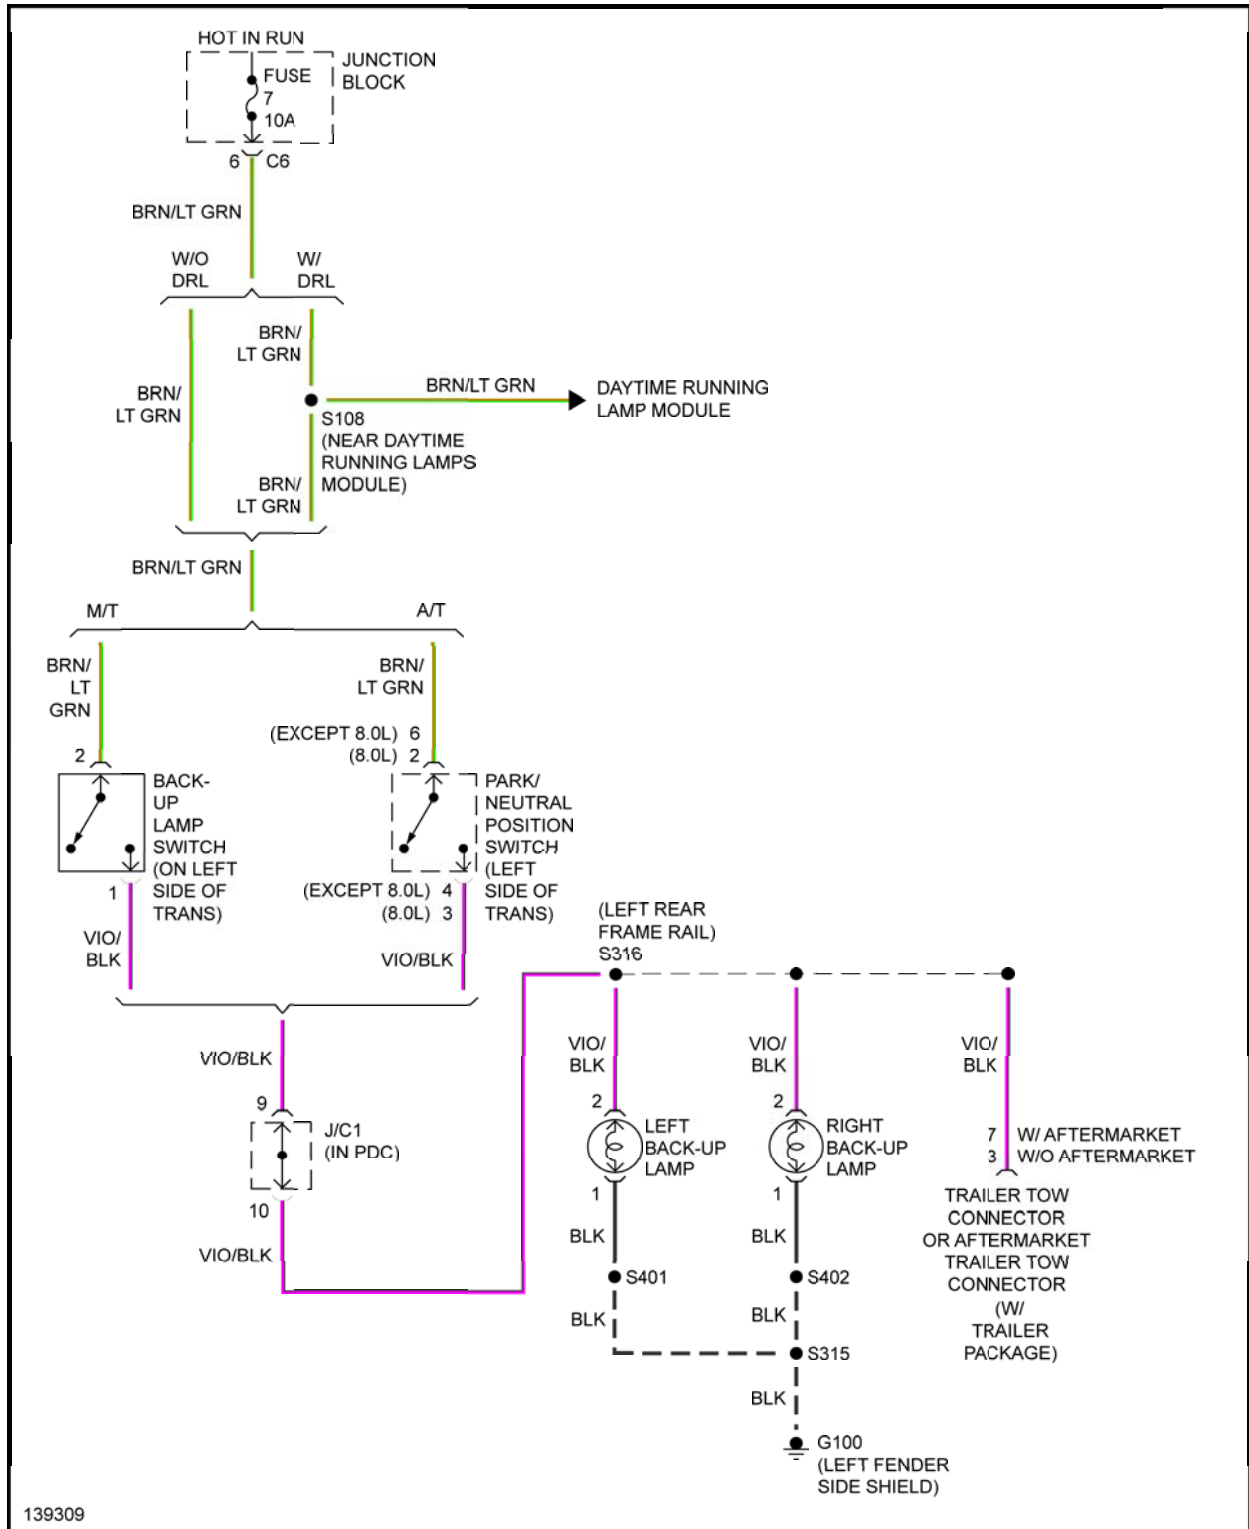 HOT IN RUN
JUNCTION
BLOCK
FUSE
7
10A
6 C6
BRN/LT GRN
W/O
DRL
W/
DRL
BRN/
LT GRN
BRN/
LT GRN
BRN/LT GRN
DAYTIME RUNNING
LAMP MODULE
S108
(NEAR DAYTIME
RUNNING LAMPS
MODULE)
BRN/
LT GRN
BRN/LT GRN
M/T
A/T
BRN/
LT
GRN
BRN/
LT GRN
(EXCEPT 8.0L) 6
(8.0L) 2
2
BACK-
UP
LAMP
SWITCH
(ON LEFT
SIDE OF
TRANS)
PARK/
NEUTRAL
POSITION
SWITCH
(LEFT
SIDE OF
TRANS)
1
(EXCEPT 8.0L) 4
(8.0L) 3
VIO/
BLK
VIO/BLK
(LEFT REAR
FRAME RAIL)
S316
VIO/BLK
VIO/
BLK
VIO/
BLK
VIO/
BLK
9
J/C1
(IN PDC)
10
VIO/BLK
2
LEFT
BACK-UP
LAMP
1
2
RIGHT
BACK-UP
LAMP
1
7 W/ AFTERMARKET
3 W/O AFTERMARKET
TRAILER TOW
CONNECTOR
OR AFTERMARKET
TRAILER TOW
CONNECTOR
(W/
TRAILER
PACKAGE)
BLK
BLK
S401
S402
BLK
BLK
S315
BLK
G100
(LEFT FENDER
SIDE SHIELD)
139309